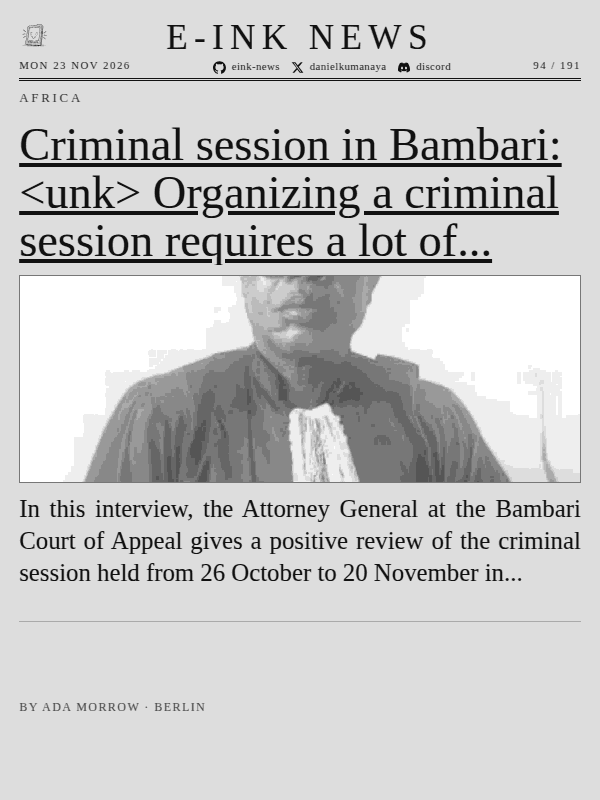 E-INK NEWS
MON 23 NOV 2026
eink-news danielkumanaya discord
94 / 191
AFRICA
Criminal session in Bambari:
<unk> Organizing a criminal
session requires a lot of...
In this interview, the Attorney General at the Bambari
Court of Appeal gives a positive review of the criminal
session held from 26 October to 20 November in...
BY ADA MORROW · BERLIN